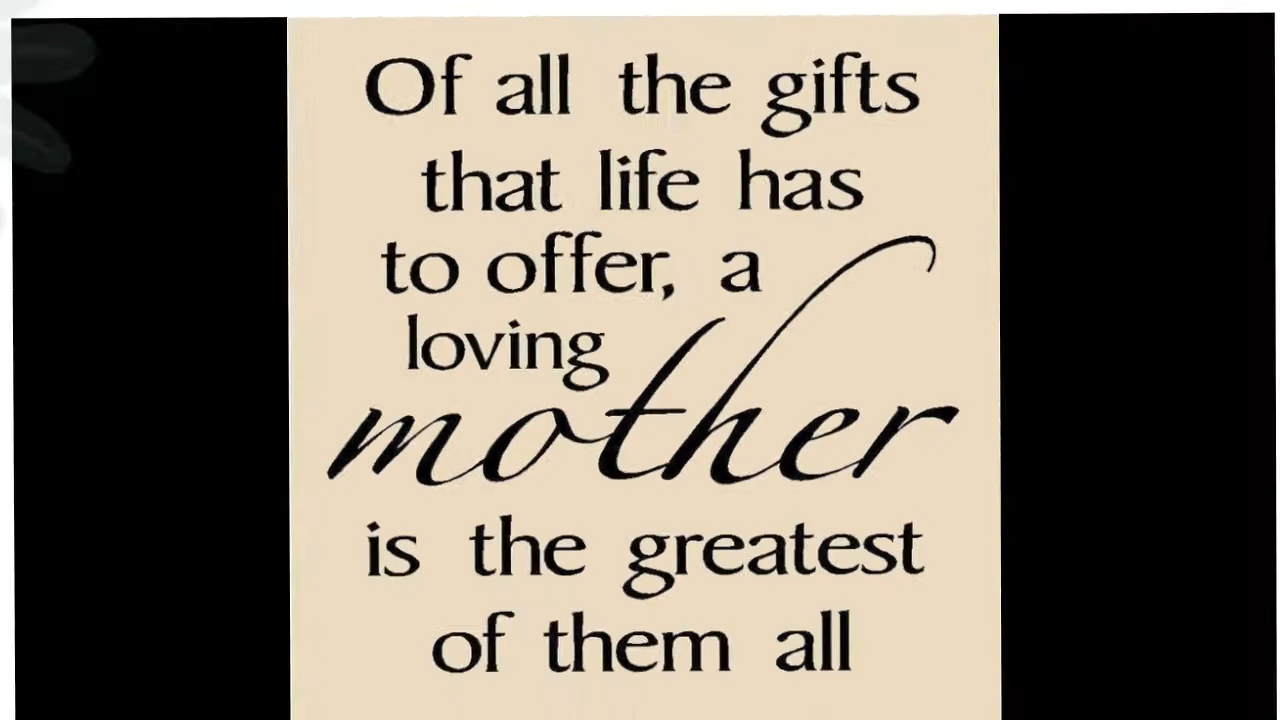 Of all the gifts
that life has
to offer, a
loving
mother
is the greatest
of them all